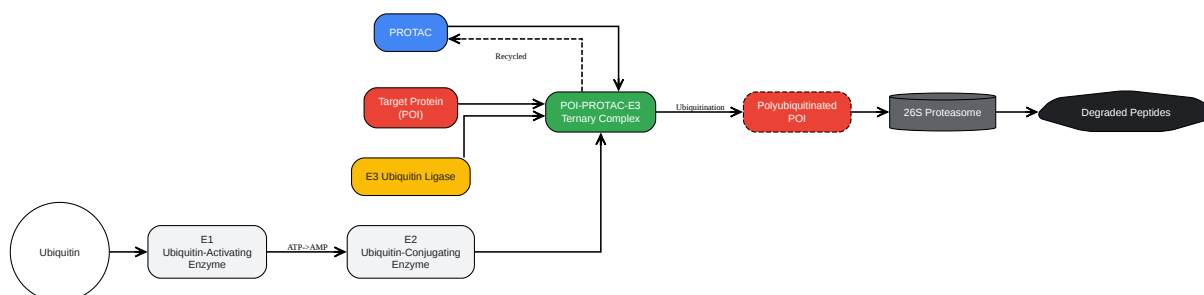 PROTAC
Recycled
Target Protein
(POI)
POI-PROTAC-E3
Ternary Complex
Ubiquitination
Polyubiquitinated
POI
26S Proteasome
Degraded Peptides
E3 Ubiquitin Ligase
Ubiquitin
E1
Ubiquitin-Activating
Enzyme
ATP->AMP
E2
Ubiquitin-Conjugating
Enzyme